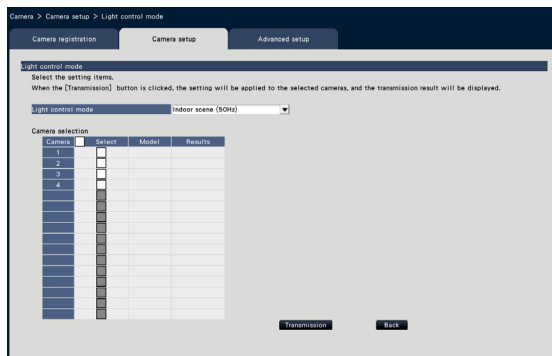 Camera > Camera setup > Light control mode
Camera registration Camera setup Advanced setup
Light control mode
Select the setting items.
When the [Transmission] button is clicked, the setting will be applied to the selected cameras, and the transmission result will be displayed.
Light control mode Indoor scene (50Hz)
Camera selection
Camera Select Model Results
1
2
3
4
Transmission Back